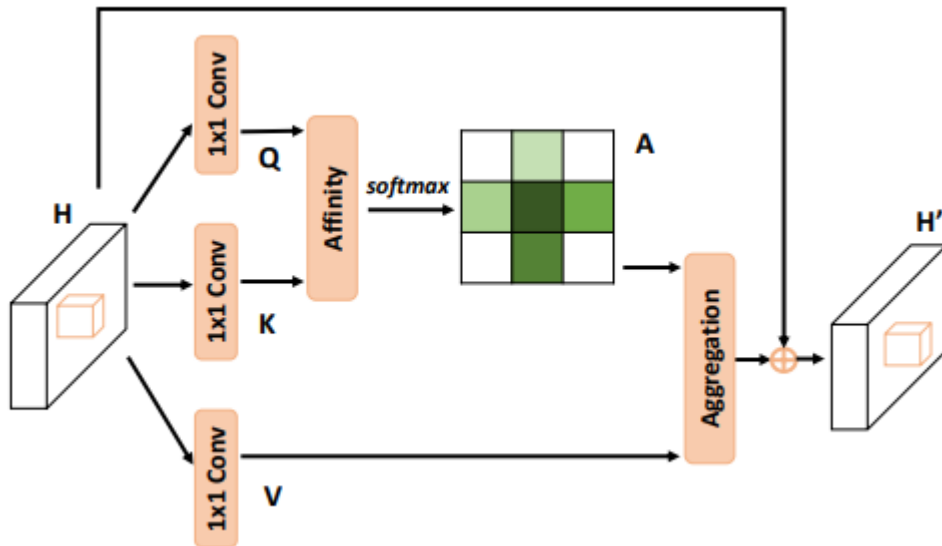 1x1 Conv
Q
A
softmax
Affinity
H
H'
1x1 Conv
K
Aggregation
1x1 Conv
V